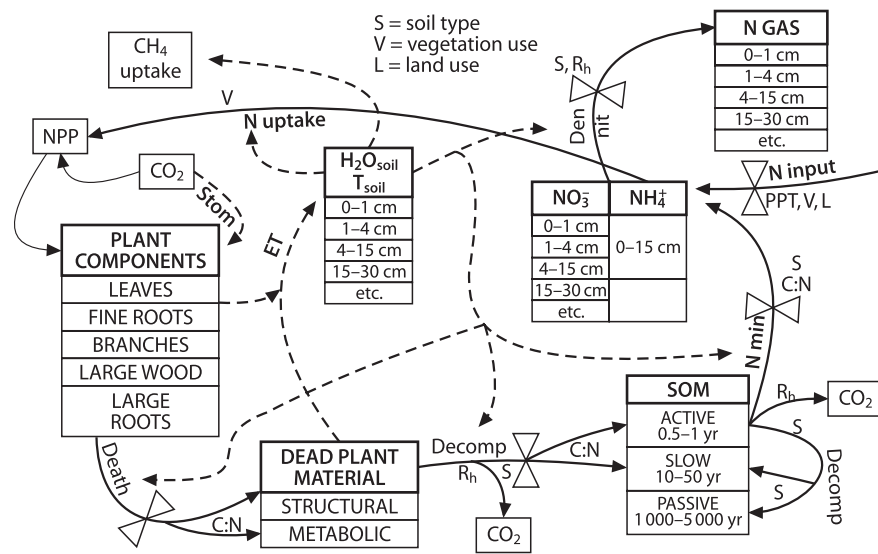 S = soil type
V = vegetation use
L = land use
CH₄
uptake
N GAS
0–1 cm
1–4 cm
4–15 cm
15–30 cm
etc.
S, Rₕ
Den
nit
V
N uptake
NPP
CO₂
Stom
H₂Osoil
Tsoil
0–1 cm
1–4 cm
4–15 cm
15–30 cm
etc.
ET
NO₃⁻
NH₄⁺
0–1 cm
1–4 cm
4–15 cm
15–30 cm
etc.
0–15 cm
N input
PPT, V, L
PLANT
COMPONENTS
LEAVES
FINE ROOTS
BRANCHES
LARGE WOOD
LARGE
ROOTS
S
C:N
N min
SOM
ACTIVE
0.5–1 yr
SLOW
10–50 yr
PASSIVE
1 000–5 000 yr
Rₕ
CO₂
S
S
Decomp
Death
C:N
DEAD PLANT
MATERIAL
STRUCTURAL
METABOLIC
Decomp
Rₕ
S
C:N
CO₂